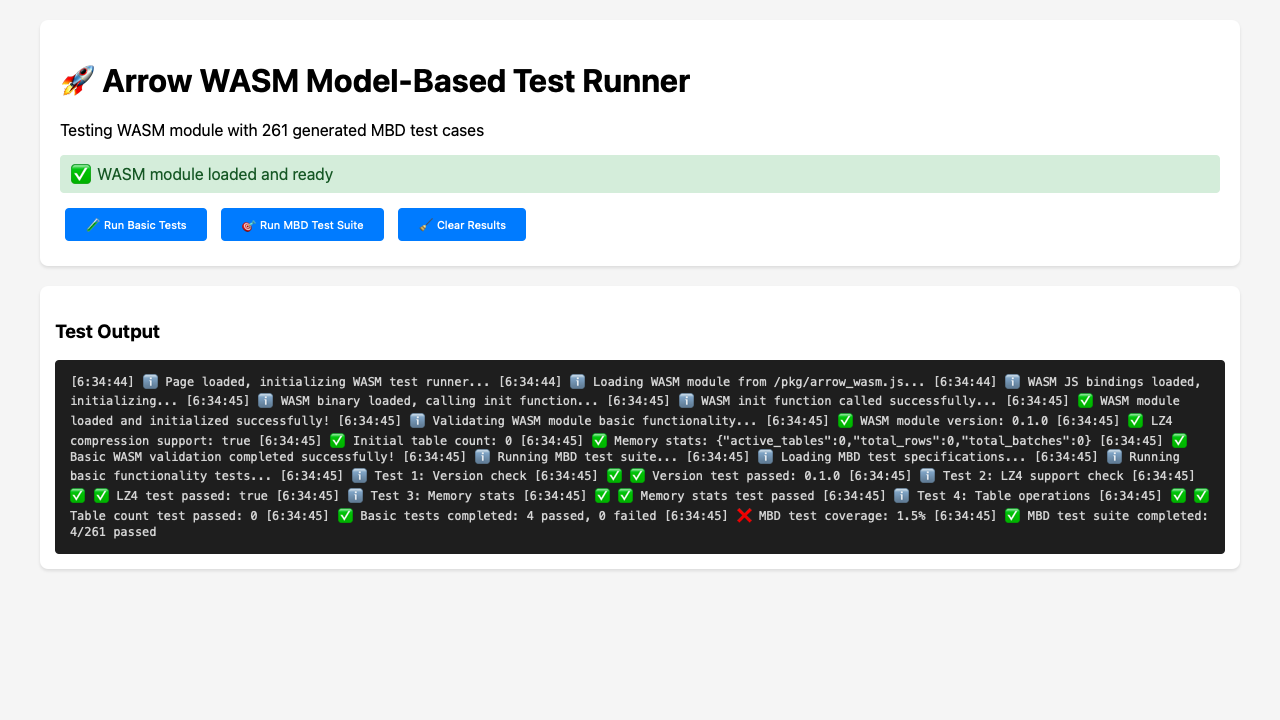 🚀 Arrow WASM Model-Based Test Runner
Testing WASM module with 261 generated MBD test cases
✅ WASM module loaded and ready
🧪 Run Basic Tests
🎯 Run MBD Test Suite
🧹 Clear Results
Test Output
[6:34:44] ℹ️ Page loaded, initializing WASM test runner... [6:34:44] ℹ️ Loading WASM module from /pkg/arrow_wasm.js... [6:34:44] ℹ️ WASM JS bindings loaded,
initializing... [6:34:45] ℹ️ WASM binary loaded, calling init function... [6:34:45] ℹ️ WASM init function called successfully... [6:34:45] ✅ WASM module
loaded and initialized successfully! [6:34:45] ℹ️ Validating WASM module basic functionality... [6:34:45] ✅ WASM module version: 0.1.0 [6:34:45] ✅ LZ4
compression support: true [6:34:45] ✅ Initial table count: 0 [6:34:45] ✅ Memory stats: {"active_tables":0,"total_rows":0,"total_batches":0} [6:34:45] ✅
Basic WASM validation completed successfully! [6:34:45] ℹ️ Running MBD test suite... [6:34:45] ℹ️ Loading MBD test specifications... [6:34:45] ℹ️ Running
basic functionality tests... [6:34:45] ℹ️ Test 1: Version check [6:34:45] ✅ ✅ Version test passed: 0.1.0 [6:34:45] ℹ️ Test 2: LZ4 support check [6:34:45]
✅ ✅ LZ4 test passed: true [6:34:45] ℹ️ Test 3: Memory stats [6:34:45] ✅ ✅ Memory stats test passed [6:34:45] ℹ️ Test 4: Table operations [6:34:45] ✅ ✅
Table count test passed: 0 [6:34:45] ✅ Basic tests completed: 4 passed, 0 failed [6:34:45] ❌ MBD test coverage: 1.5% [6:34:45] ✅ MBD test suite completed:
4/261 passed